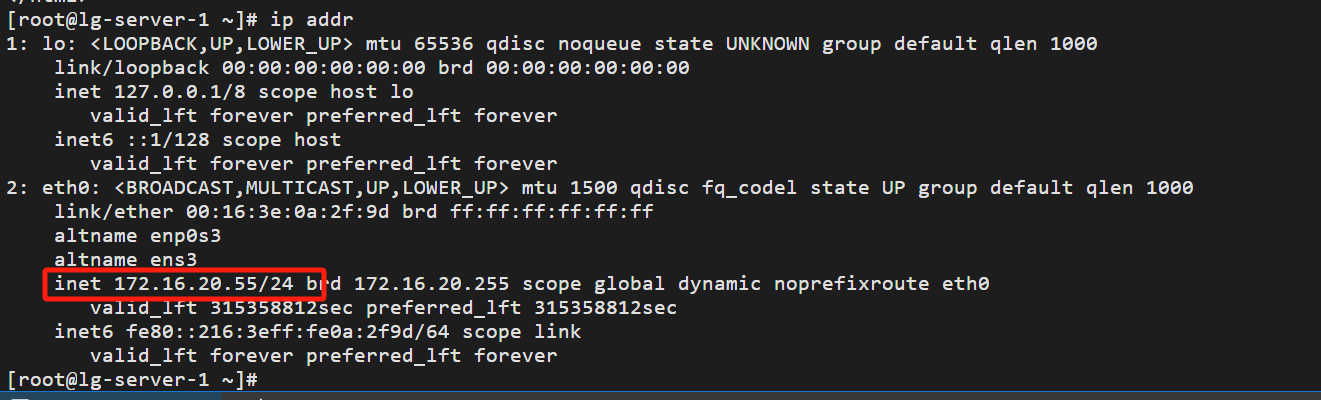 [root@lg-server-1 ~]# ip addr
1: lo: <LOOPBACK,UP,LOWER_UP> mtu 65536 qdisc noqueue state UNKNOWN group default qlen 1000
    link/loopback 00:00:00:00:00:00 brd 00:00:00:00:00:00
    inet 127.0.0.1/8 scope host lo
       valid_lft forever preferred_lft forever
    inet6 ::1/128 scope host
       valid_lft forever preferred_lft forever
2: eth0: <BROADCAST,MULTICAST,UP,LOWER_UP> mtu 1500 qdisc fq_codel state UP group default qlen 1000
    link/ether 00:16:3e:0a:2f:9d brd ff:ff:ff:ff:ff:ff
    altname enp0s3
    altname ens3
    inet 172.16.20.55/24 brd 172.16.20.255 scope global dynamic noprefixroute eth0
       valid_lft 315358812sec preferred_lft 315358812sec
    inet6 fe80::216:3eff:fe0a:2f9d/64 scope link
       valid_lft forever preferred_lft forever
[root@lg-server-1 ~]#